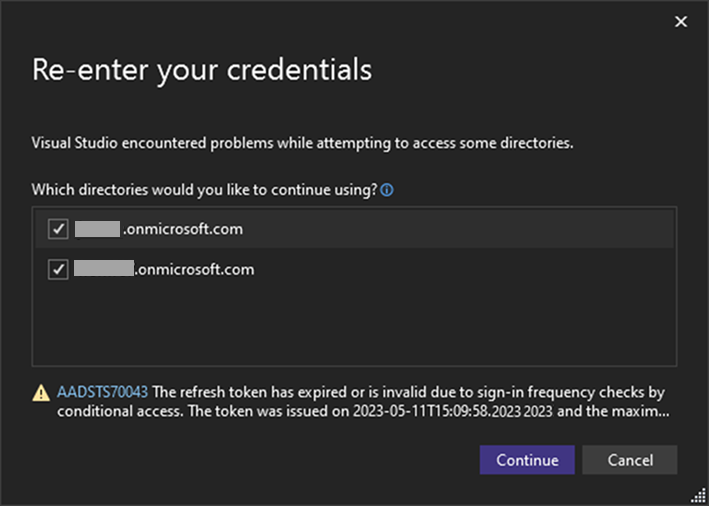 Re-enter your credentials
Visual Studio encountered problems while attempting to access some directories.
Which directories would you like to continue using?
.onmicrosoft.com
.onmicrosoft.com
AADSTS70043 The refresh token has expired or is invalid due to sign-in frequency checks by
conditional access. The token was issued on 2023-05-11T15:09:58.2023 2023 and the maxim...
Continue Cancel